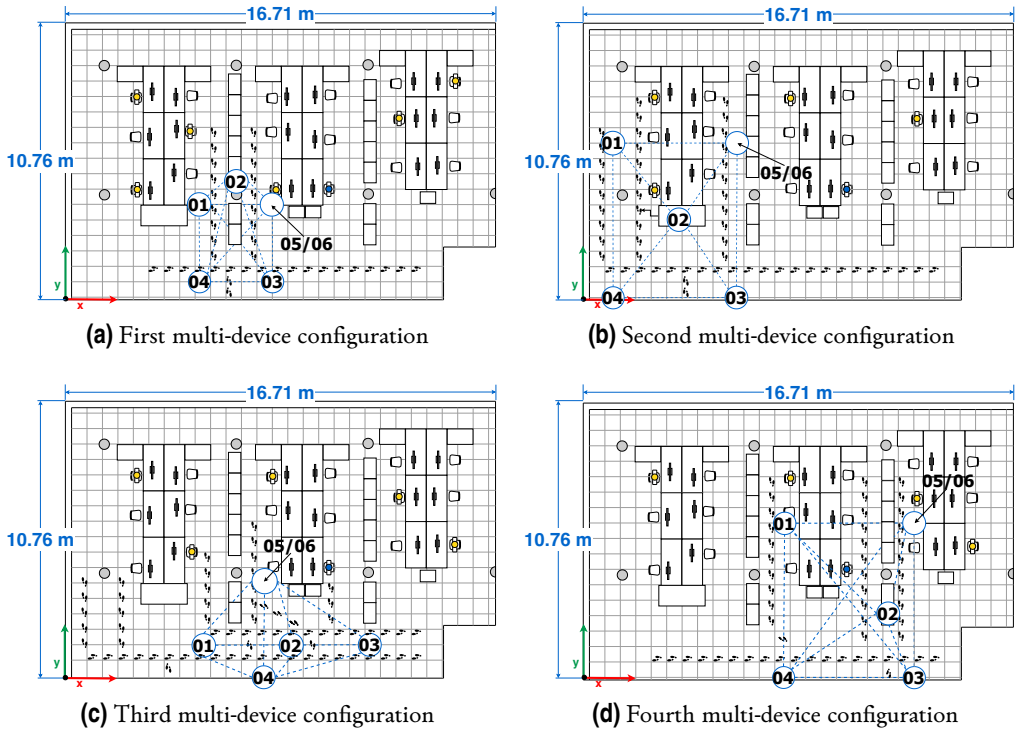 16.71 m
10.76 m
02
01
05/06
04
03
y
x
(a) First multi-device configuration
16.71 m
10.76 m
01
05/06
02
04
03
y
x
(b) Second multi-device configuration
16.71 m
10.76 m
05/06
01
02
03
04
y
x
(c) Third multi-device configuration
16.71 m
10.76 m
05/06
01
02
04
03
y
x
(d) Fourth multi-device configuration